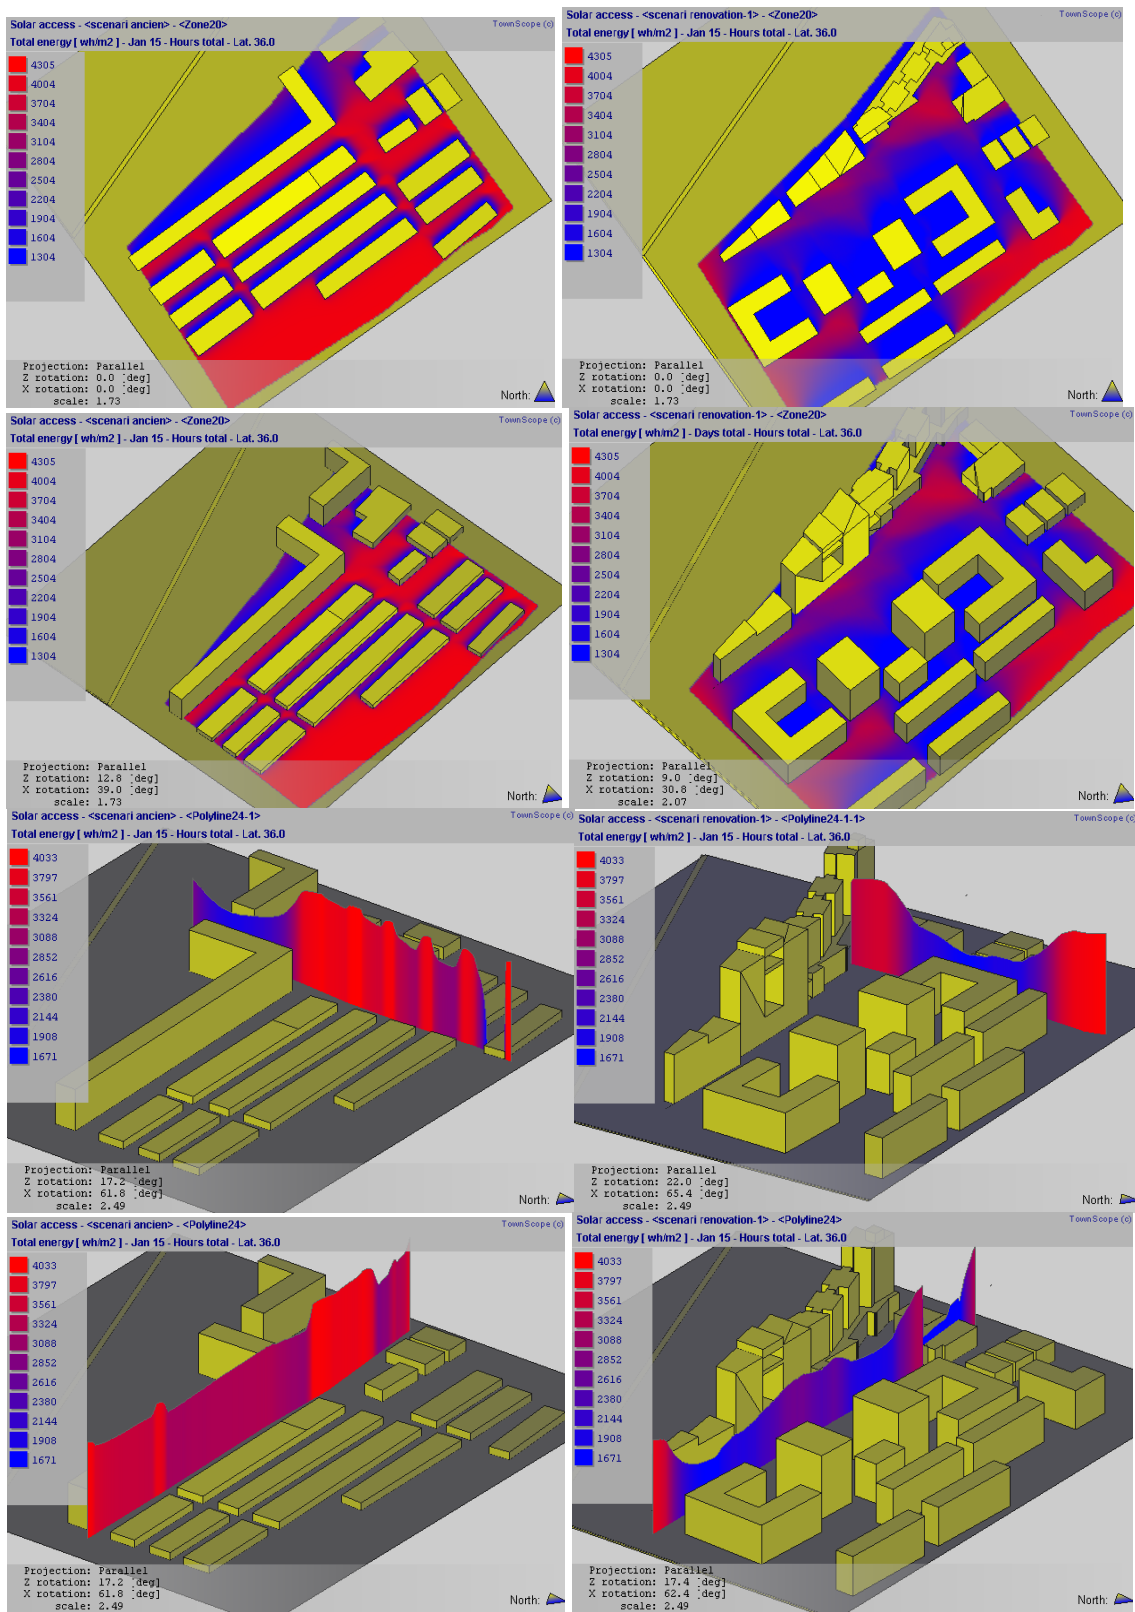 Solar access - <scenari ancien> - <Zone20>
TownScope (c)
Total energy [ wh/m2 ] - Jan 15 - Hours total - Lat. 36.0
4305
4004
3704
3404
3104
2804
2504
2204
1904
1604
1304
Projection: Parallel
Z rotation: 0.0 [deg]
X rotation: 0.0 [deg]
scale: 1.73
North:
Solar access - <scenari renovation-1> - <Zone20>
TownScope (c)
Total energy [ wh/m2 ] - Jan 15 - Hours total - Lat. 36.0
4305
4004
3704
3404
3104
2804
2504
2204
1904
1604
1304
Projection: Parallel
Z rotation: 0.0 [deg]
X rotation: 0.0 [deg]
scale: 1.73
North:
Solar access - <scenari ancien> - <Zone20>
TownScope (c)
Total energy [ wh/m2 ] - Jan 15 - Hours total - Lat. 36.0
4305
4004
3704
3404
3104
2804
2504
2204
1904
1604
1304
Projection: Parallel
Z rotation: 12.8 [deg]
X rotation: 39.0 [deg]
scale: 1.73
North:
Solar access - <scenari renovation-1> - <Zone20>
TownScope (c)
Total energy [ wh/m2 ] - Days total - Hours total - Lat. 36.0
4305
4004
3704
3404
3104
2804
2504
2204
1904
1604
1304
Projection: Parallel
Z rotation: 9.0 [deg]
X rotation: 30.8 [deg]
scale: 2.07
North:
Solar access - <scenari ancien> - <Polyline24-1>
TownScope (c)
Total energy [ wh/m2 ] - Jan 15 - Hours total - Lat. 36.0
4033
3797
3561
3324
3088
2852
2616
2380
2144
1908
1671
Projection: Parallel
Z rotation: 17.2 [deg]
X rotation: 61.8 [deg]
scale: 2.49
North:
Solar access - <scenari renovation-1> - <Polyline24-1-1>
TownScope (c)
Total energy [ wh/m2 ] - Jan 15 - Hours total - Lat. 36.0
4033
3797
3561
3324
3088
2852
2616
2380
2144
1908
1671
Projection: Parallel
Z rotation: 22.0 [deg]
X rotation: 65.4 [deg]
scale: 2.49
North:
Solar access - <scenari ancien> - <Polyline24>
TownScope (c)
Total energy [ wh/m2 ] - Jan 15 - Hours total - Lat. 36.0
4033
3797
3561
3324
3088
2852
2616
2380
2144
1908
1671
Projection: Parallel
Z rotation: 17.2 [deg]
X rotation: 61.8 [deg]
scale: 2.49
North:
Solar access - <scenari renovation-1> - <Polyline24>
TownScope (c)
Total energy [ wh/m2 ] - Jan 15 - Hours total - Lat. 36.0
4033
3797
3561
3324
3088
2852
2616
2380
2144
1908
1671
Projection: Parallel
Z rotation: 17.4 [deg]
X rotation: 62.4 [deg]
scale: 2.49
North: